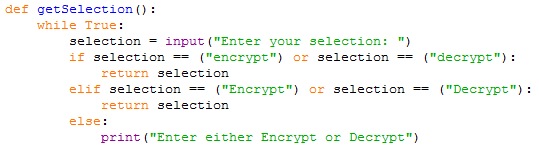 def getSelection():
    while True:
        selection = input("Enter your selection: ")
        if selection == ("encrypt") or selection == ("decrypt"):
            return selection
        elif selection == ("Encrypt") or selection == ("Decrypt"):
            return selection
        else:
            print("Enter either Encrypt or Decrypt")